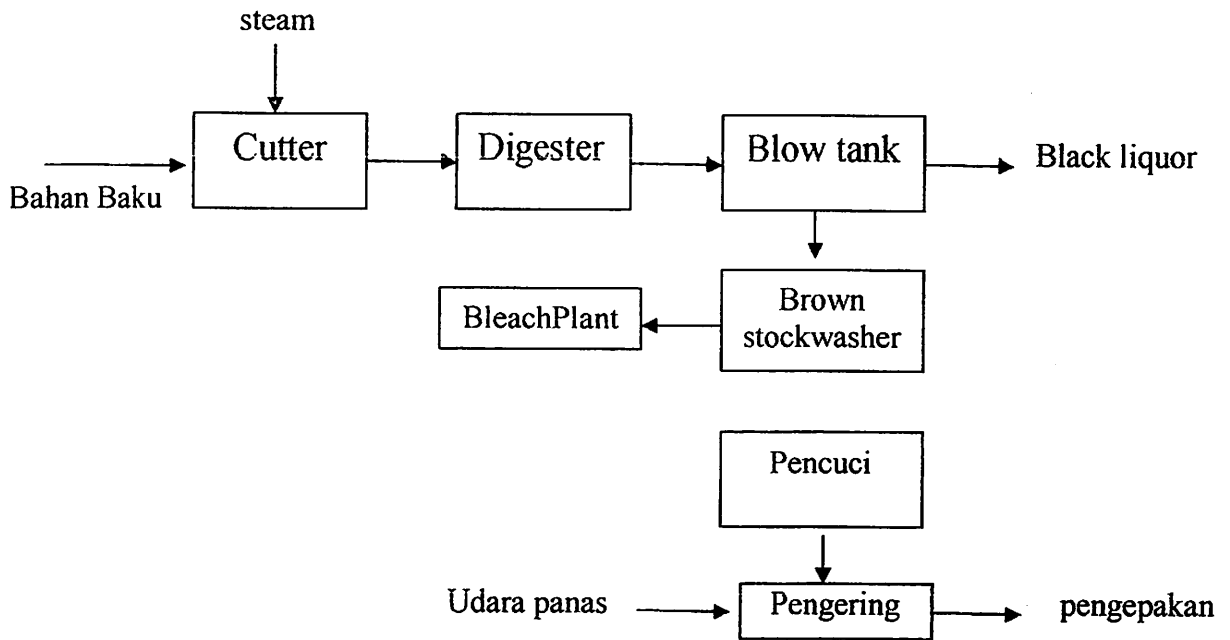 steam
Cutter
Digester
Blow tank
Black liquor
Bahan Baku
BleachPlant
Brown
stockwasher
Pencuci
Udara panas
Pengering
pengepakan